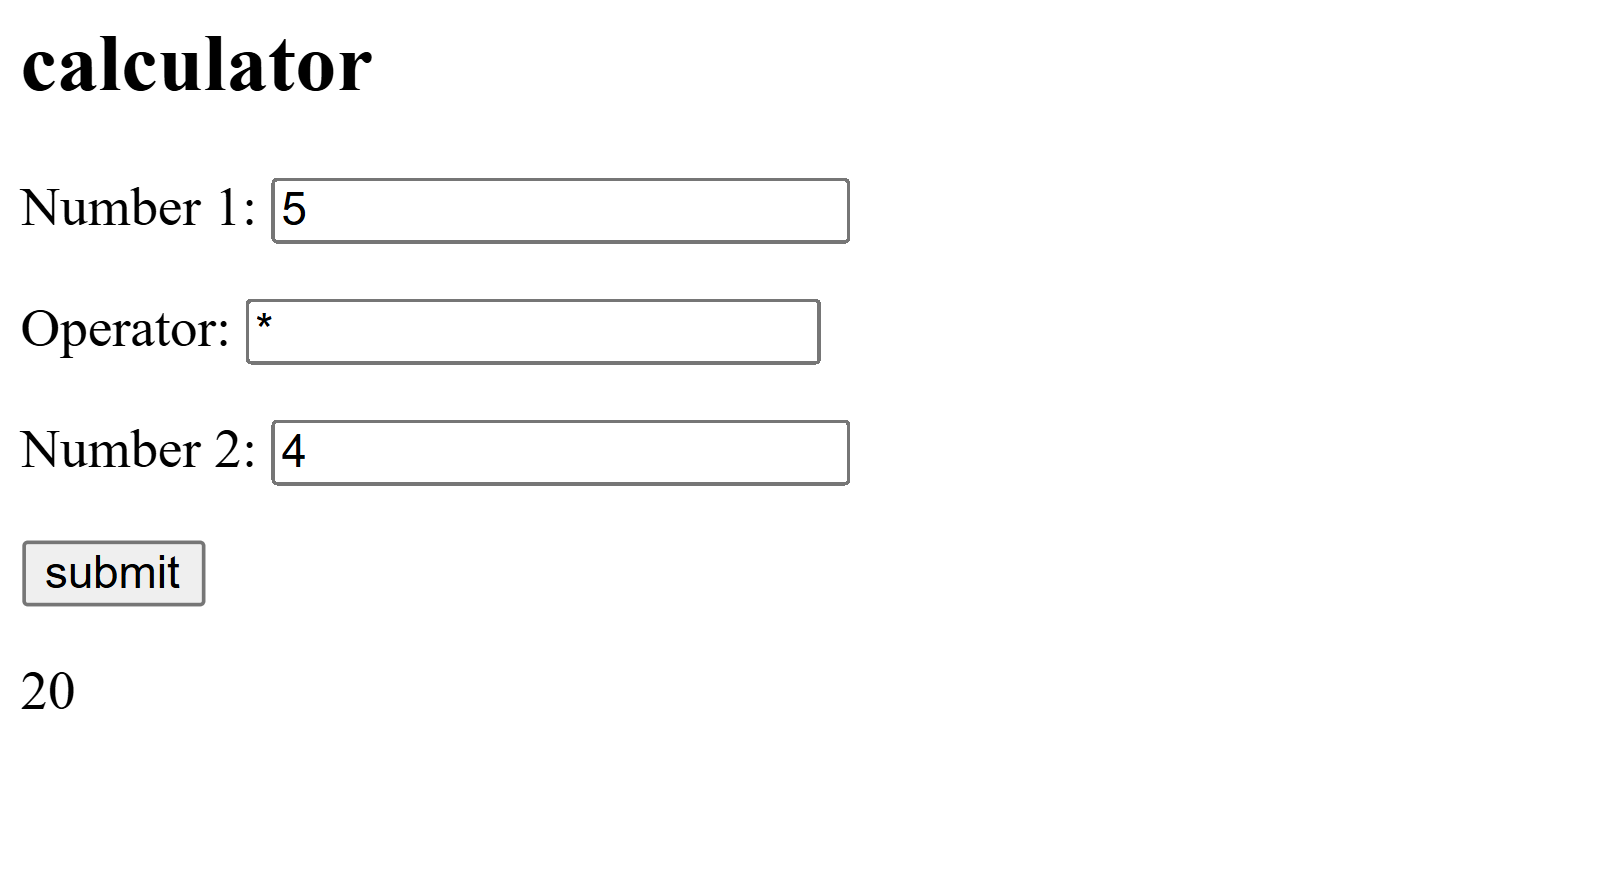 calculator
Number 1: 5
Operator: *
Number 2: 4
submit
20